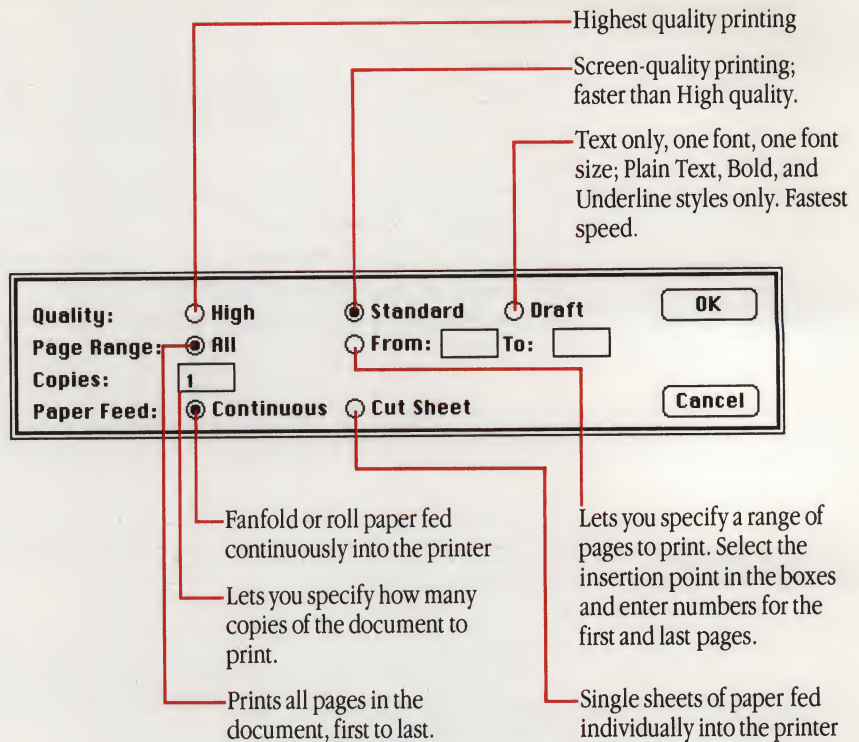 Highest quality printing
Screen-quality printing;
faster than High quality.
Text only, one font, one font
size; Plain Text, Bold, and
Underline styles only. Fastest
speed.
Quality: High Standard Draft OK
Page Range: All From: To:
Copies: 1
Paper Feed: Continuous Cut Sheet Cancel
Fanfold or roll paper fed
continuously into the printer
Lets you specify how many
copies of the document to
print.
Prints all pages in the
document, first to last.
Lets you specify a range of
pages to print. Select the
insertion point in the boxes
and enter numbers for the
first and last pages.
Single sheets of paper fed
individually into the printer